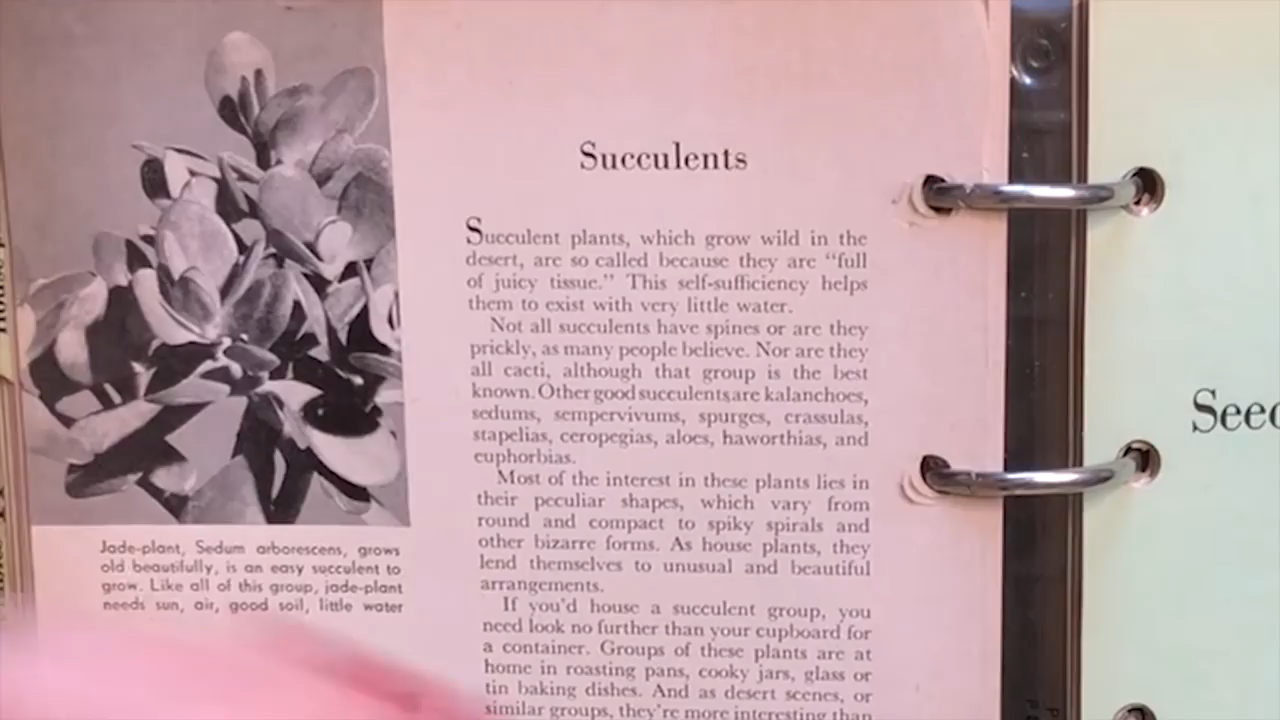 Succulents
Succulent plants, which grow wild in the
desert, are so called because they are “full
of juicy tissue.” This self-sufficiency helps
them to exist with very little water.
Not all succulents have spines or are they
prickly, as many people believe. Nor are they
all cacti, although that group is the best
known. Other good succulents are kalanchoes,
sedums, sempervivums, spurges, crassulas,
stapelias, ceropegias, aloes, haworthias, and
euphorbias.
Most of the interest in these plants lies in
their peculiar shapes, which vary from
round and compact to spiky spirals and
other bizarre forms. As house plants, they
lend themselves to unusual and beautiful
arrangements.
If you’d house a succulent group, you
need look no further than your cupboard for
a container. Groups of these plants are at
home in roasting pans, cooky jars, glass or
tin baking dishes. And as desert scenes, or
similar groups, they’re more interesting than
Jade-plant, Sedum arborescens, grows
old beautifully, is an easy succulent to
grow. Like all of this group, jade-plant
needs sun, air, good soil, little water